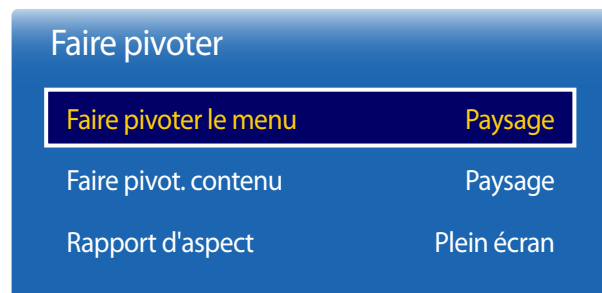 Faire pivoter
Faire pivoter le menu Paysage
Faire pivot. contenu Paysage
Rapport d'aspect Plein écran